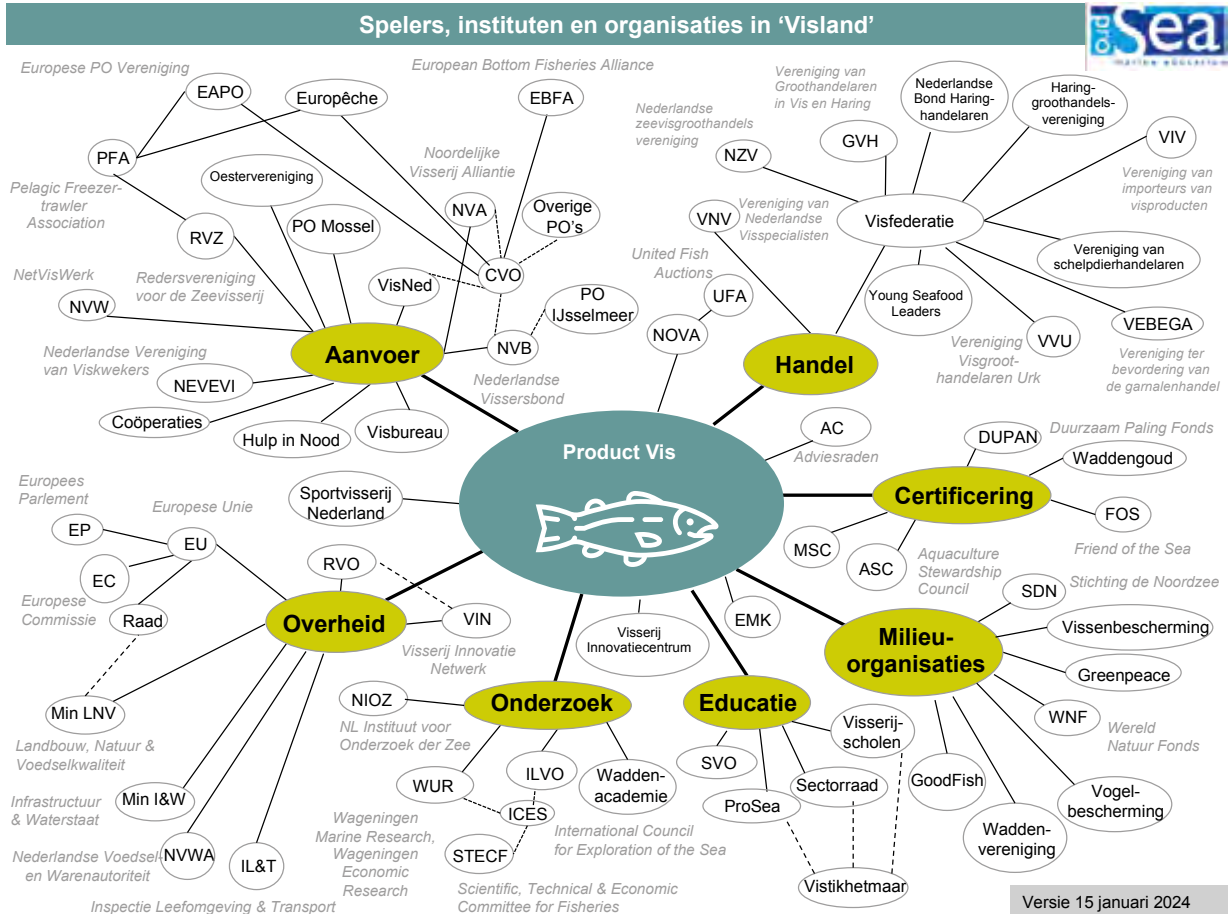 Spelers, instituten en organisaties in ‘Visland’
pro
Sea
marine education
Europese PO Vereniging
EAPO
Europêche
European Bottom Fisheries Alliance
EBFA
PFA
Pelagic Freezer-
trawler
Association
Oestervereniging
RVZ
PO Mossel
Noordelijke
Visserij Alliantie
NVA
Overige
PO’s
CVO
NetVisWerk
NVW
Redersvereniging
voor de Zeevisserij
VisNed
PO
IJsselmeer
NVB
Nederlandse
Vissersbond
Aanvoer
Nederlandse Vereniging
van Viskwekers
NEVEVI
Coöperaties
Hulp in Nood
Visbureau
Vereniging van
Groothandelaren
in Vis en Haring
Nederlandse
zeevisgroothandels
vereniging
NZV
GVH
Nederlandse
Bond Haring-
handelaren
Haring-
groothandels-
vereniging
VIV
Vereniging van
importeurs van
visproducten
VNV
Vereniging van
Nederlandse
Visspecialisten
Visfederatie
Vereniging van
schelpdierhandelaren
United Fish
Auctions
UFA
NOVA
Young Seafood
Leaders
Handel
Vereniging
Visgroot-
handelaren Urk
VVU
VEBEGA
Vereniging ter
bevordering van
de garnalenhandel
Product Vis
AC
Adviesraden
DUPAN
Duurzaam Paling Fonds
Waddengoud
Certificering
FOS
Friend of the Sea
MSC
ASC
Aquaculture
Stewardship
Council
Sportvisserij
Nederland
Europees
Parlement
EP
Europese Unie
EU
EC
Europese
Commissie
Raad
RVO
Overheid
VIN
Visserij Innovatie
Netwerk
Min LNV
Landbouw, Natuur &
Voedselkwaliteit
Min I&W
Infrastructuur
& Waterstaat
NVWA
Nederlandse Voedsel-
en Warenautoriteit
IL&T
Inspectie Leefomgeving & Transport
Visserij
Innovatiecentrum
EMK
NIOZ
NL Instituut voor
Onderzoek der Zee
Onderzoek
WUR
ILVO
Wadden-
academie
ICES
Wageningen
Marine Research,
Wageningen
Economic
Research
International Council
for Exploration of the Sea
STECF
Scientific, Technical & Economic
Committee for Fisheries
Educatie
Visserij-
scholen
SVO
Sectorraad
ProSea
Vistikhetmaar
Milieu-
organisaties
SDN
Stichting de Noordzee
Vissenbescherming
Greenpeace
WNF
Wereld
Natuur Fonds
GoodFish
Vogel-
bescherming
Wadden-
vereniging
Versie 15 januari 2024